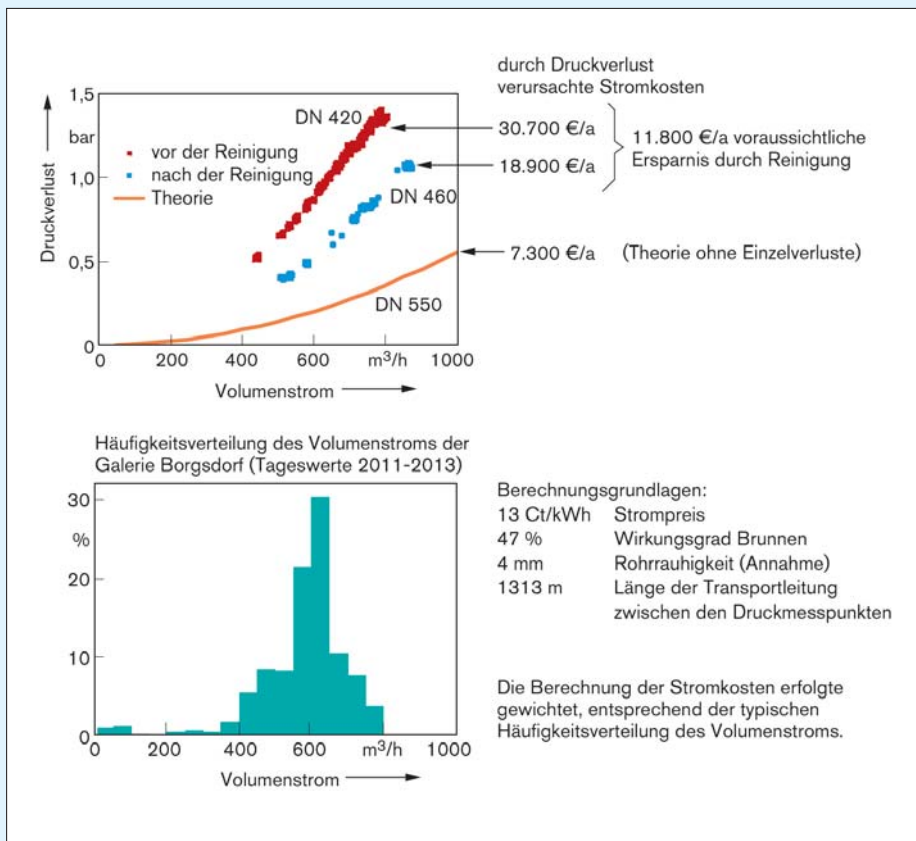 durch Druckverlust
verursachte Stromkosten
30.700 €/a
18.900 €/a
11.800 €/a voraussichtliche
Ersparnis durch Reinigung
7.300 €/a (Theorie ohne Einzelverluste)
Druckverlust
1,5
bar
1,0
0,5
0
DN 420
vor der Reinigung
nach der Reinigung
Theorie
DN 460
DN 550
0 200 400 600 m³/h 1000
Volumenstrom
Häufigkeitsverteilung des Volumenstroms der
Galerie Borgsdorf (Tageswerte 2011-2013)
30
%
20
10
0
0 200 400 600 m³/h 1000
Volumenstrom
Berechnungsgrundlagen:
13 Ct/kWh Strompreis
47 % Wirkungsgrad Brunnen
4 mm Rohrrauhigkeit (Annahme)
1313 m Länge der Transportleitung
zwischen den Druckmesspunkten
Die Berechnung der Stromkosten erfolgte
gewichtet, entsprechend der typischen
Häufigkeitsverteilung des Volumenstroms.